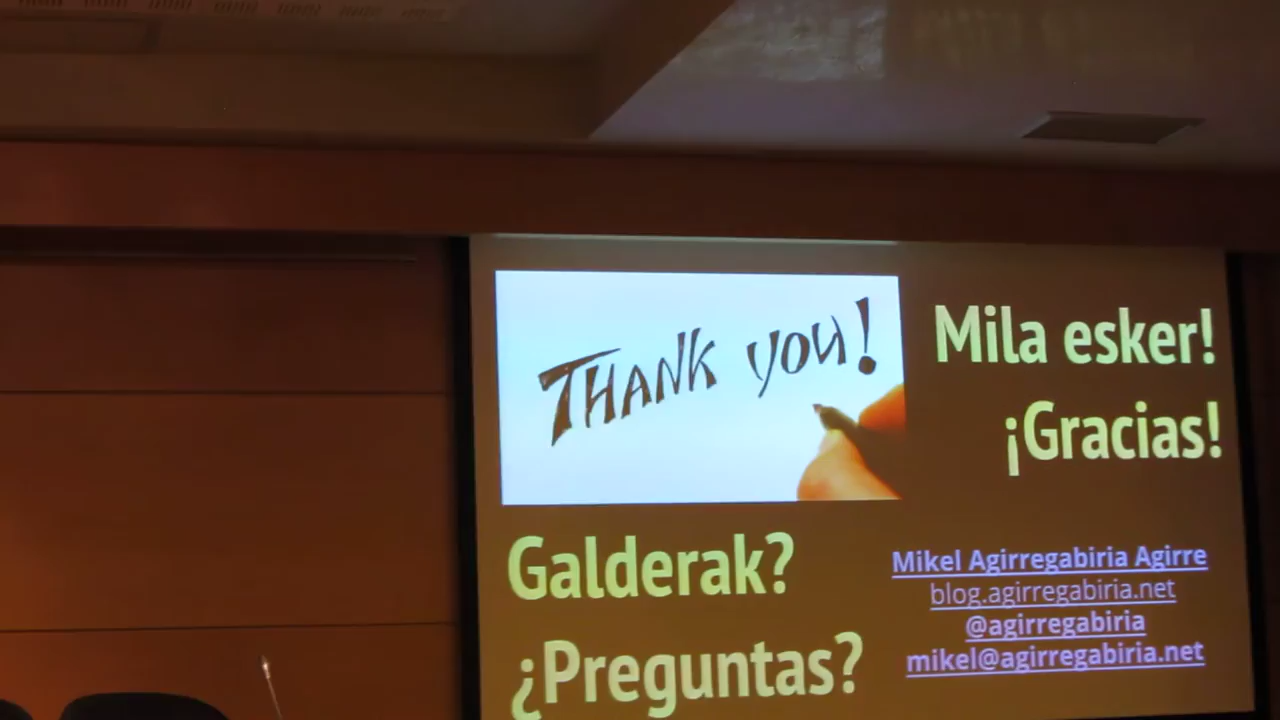 THANK YOU!
Mila esker!
¡Gracias!
Galderak?
¿Preguntas?
Mikel Agirregabiria Agirre
blog.agirregabiria.net
@agirregabiria
mikel@agirregabiria.net